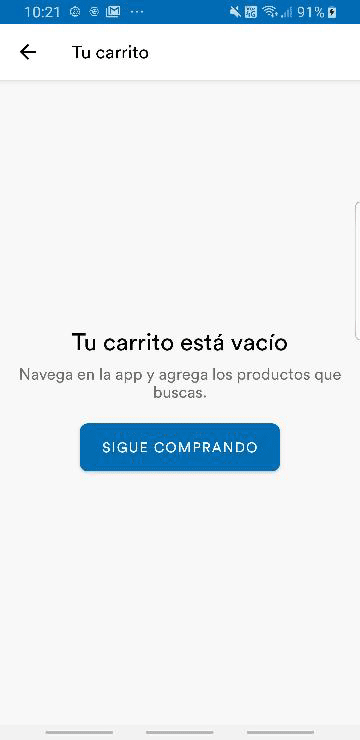 10:21 91%
Tu carrito
Tu carrito está vacío
Navega en la app y agrega los productos que
buscas.
SIGUE COMPRANDO